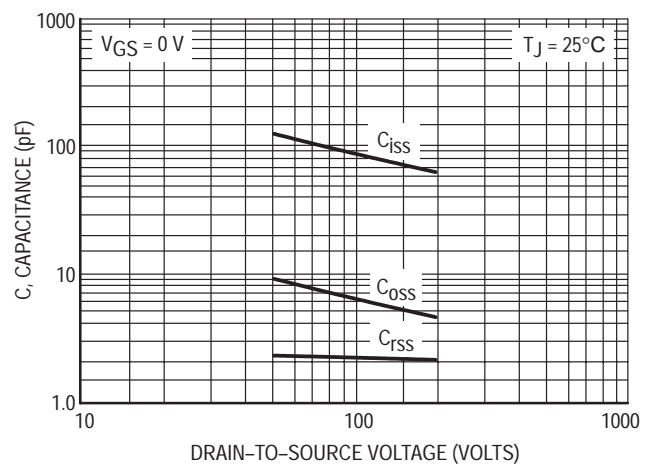 1000
VGS = 0 V
TJ = 25°C
Ciss
100
C, CAPACITANCE (pF)
10
Coss
Crss
1.0
10
100
1000
DRAIN–TO–SOURCE VOLTAGE (VOLTS)